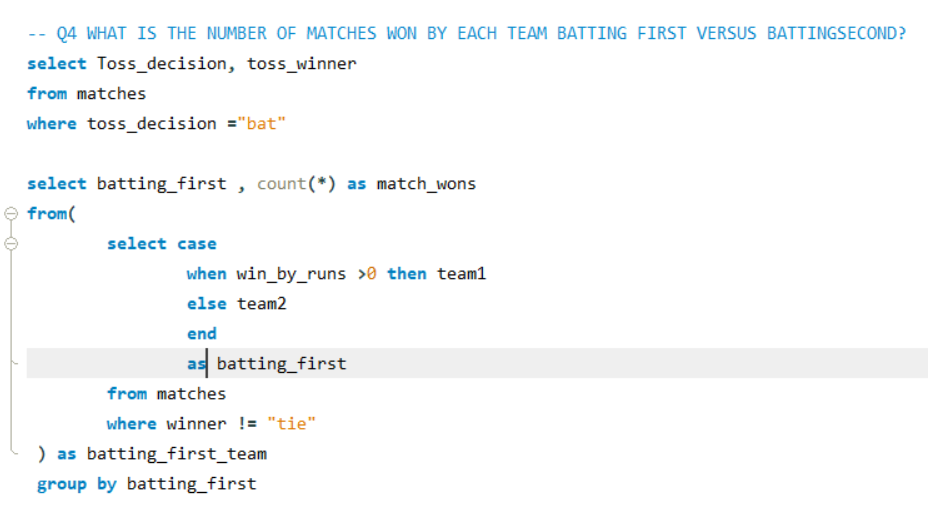 -- Q4 WHAT IS THE NUMBER OF MATCHES WON BY EACH TEAM BATTING FIRST VERSUS BATTINGSECOND?
select Toss_decision, toss_winner
from matches
where toss_decision ="bat"
select batting_first , count(*) as match_wons
from(
select case
when win_by_runs >0 then team1
else team2
end
as batting_first
from matches
where winner != "tie"
) as batting_first_team
group by batting_first